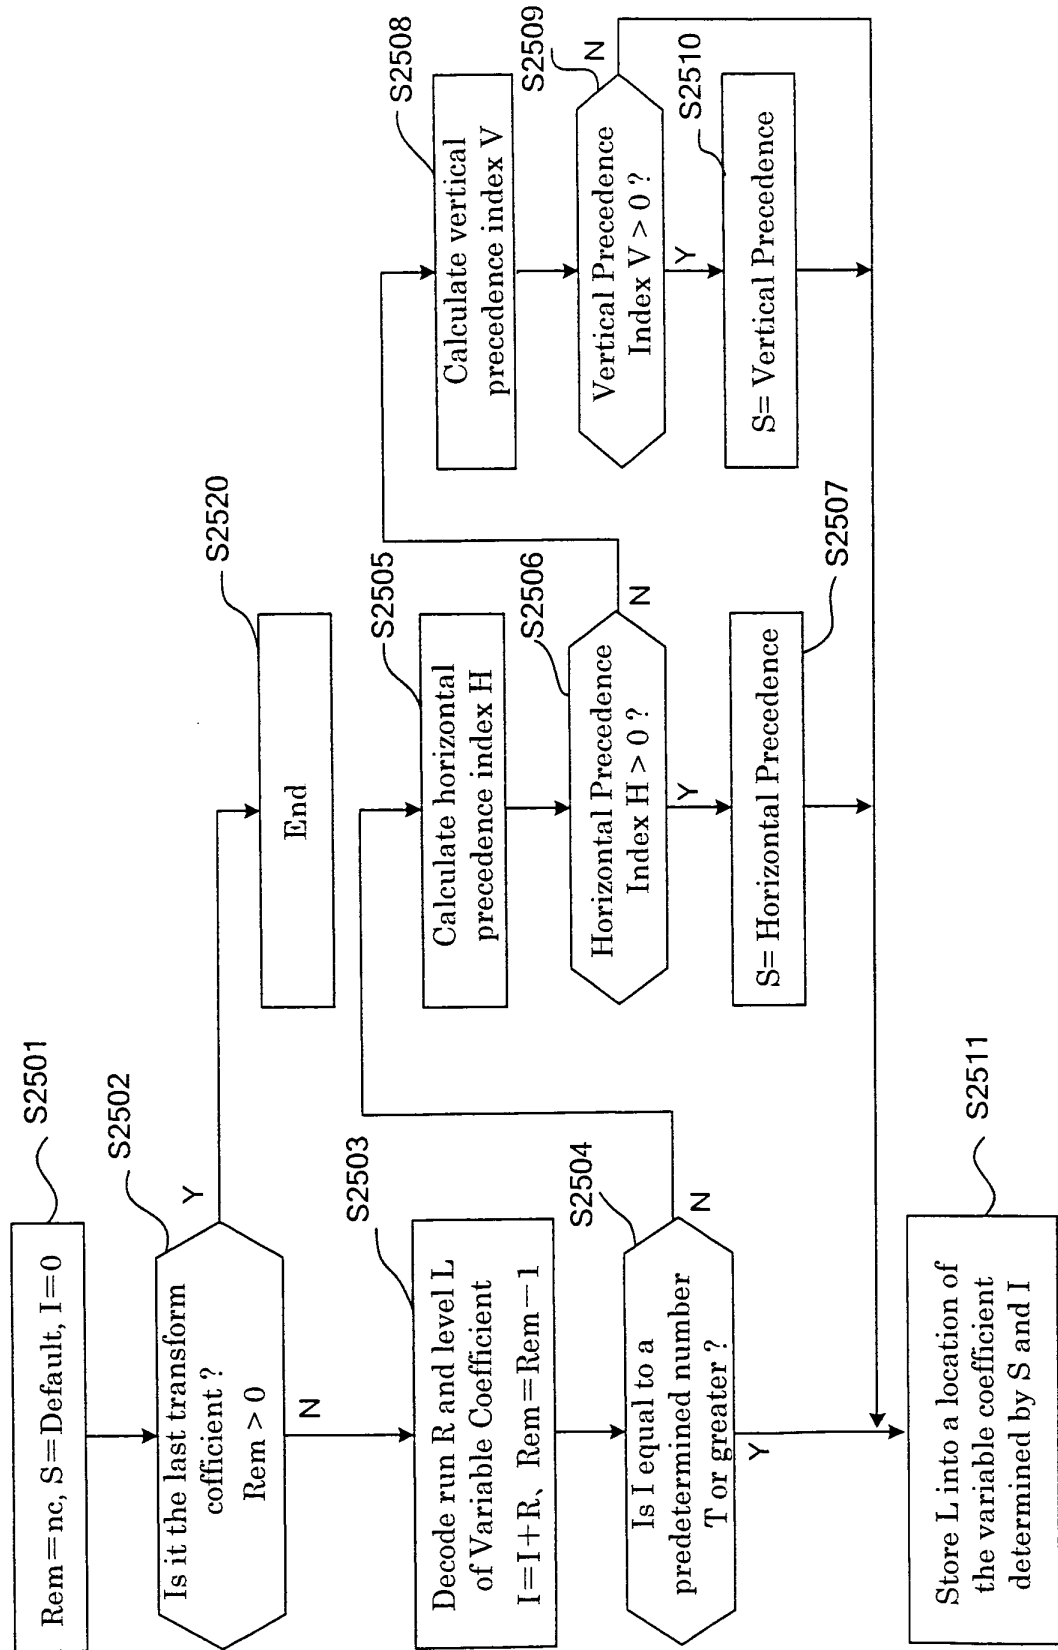 Rem=nc, S=Default, I=0
S2501
Is it the last transform
cofficient ?
Rem > 0
S2502
Y
N
End
S2520
Decode run R and level L
of Variable Coefficient
I=I+R、Rem=Rem-1
S2503
Is I equal to a
predetermined number
T or greater ?
S2504
N
Y
Calculate horizontal
precedence index H
S2505
Horizontal Precedence
Index H > 0 ?
S2506
N
Y
S= Horizontal Precedence
S2507
Calculate vertical
precedence index V
S2508
Vertical Precedence
Index V > 0 ?
S2509
N
Y
S= Vertical Precedence
S2510
Store L into a location of
the variable coefficient
determined by S and I
S2511